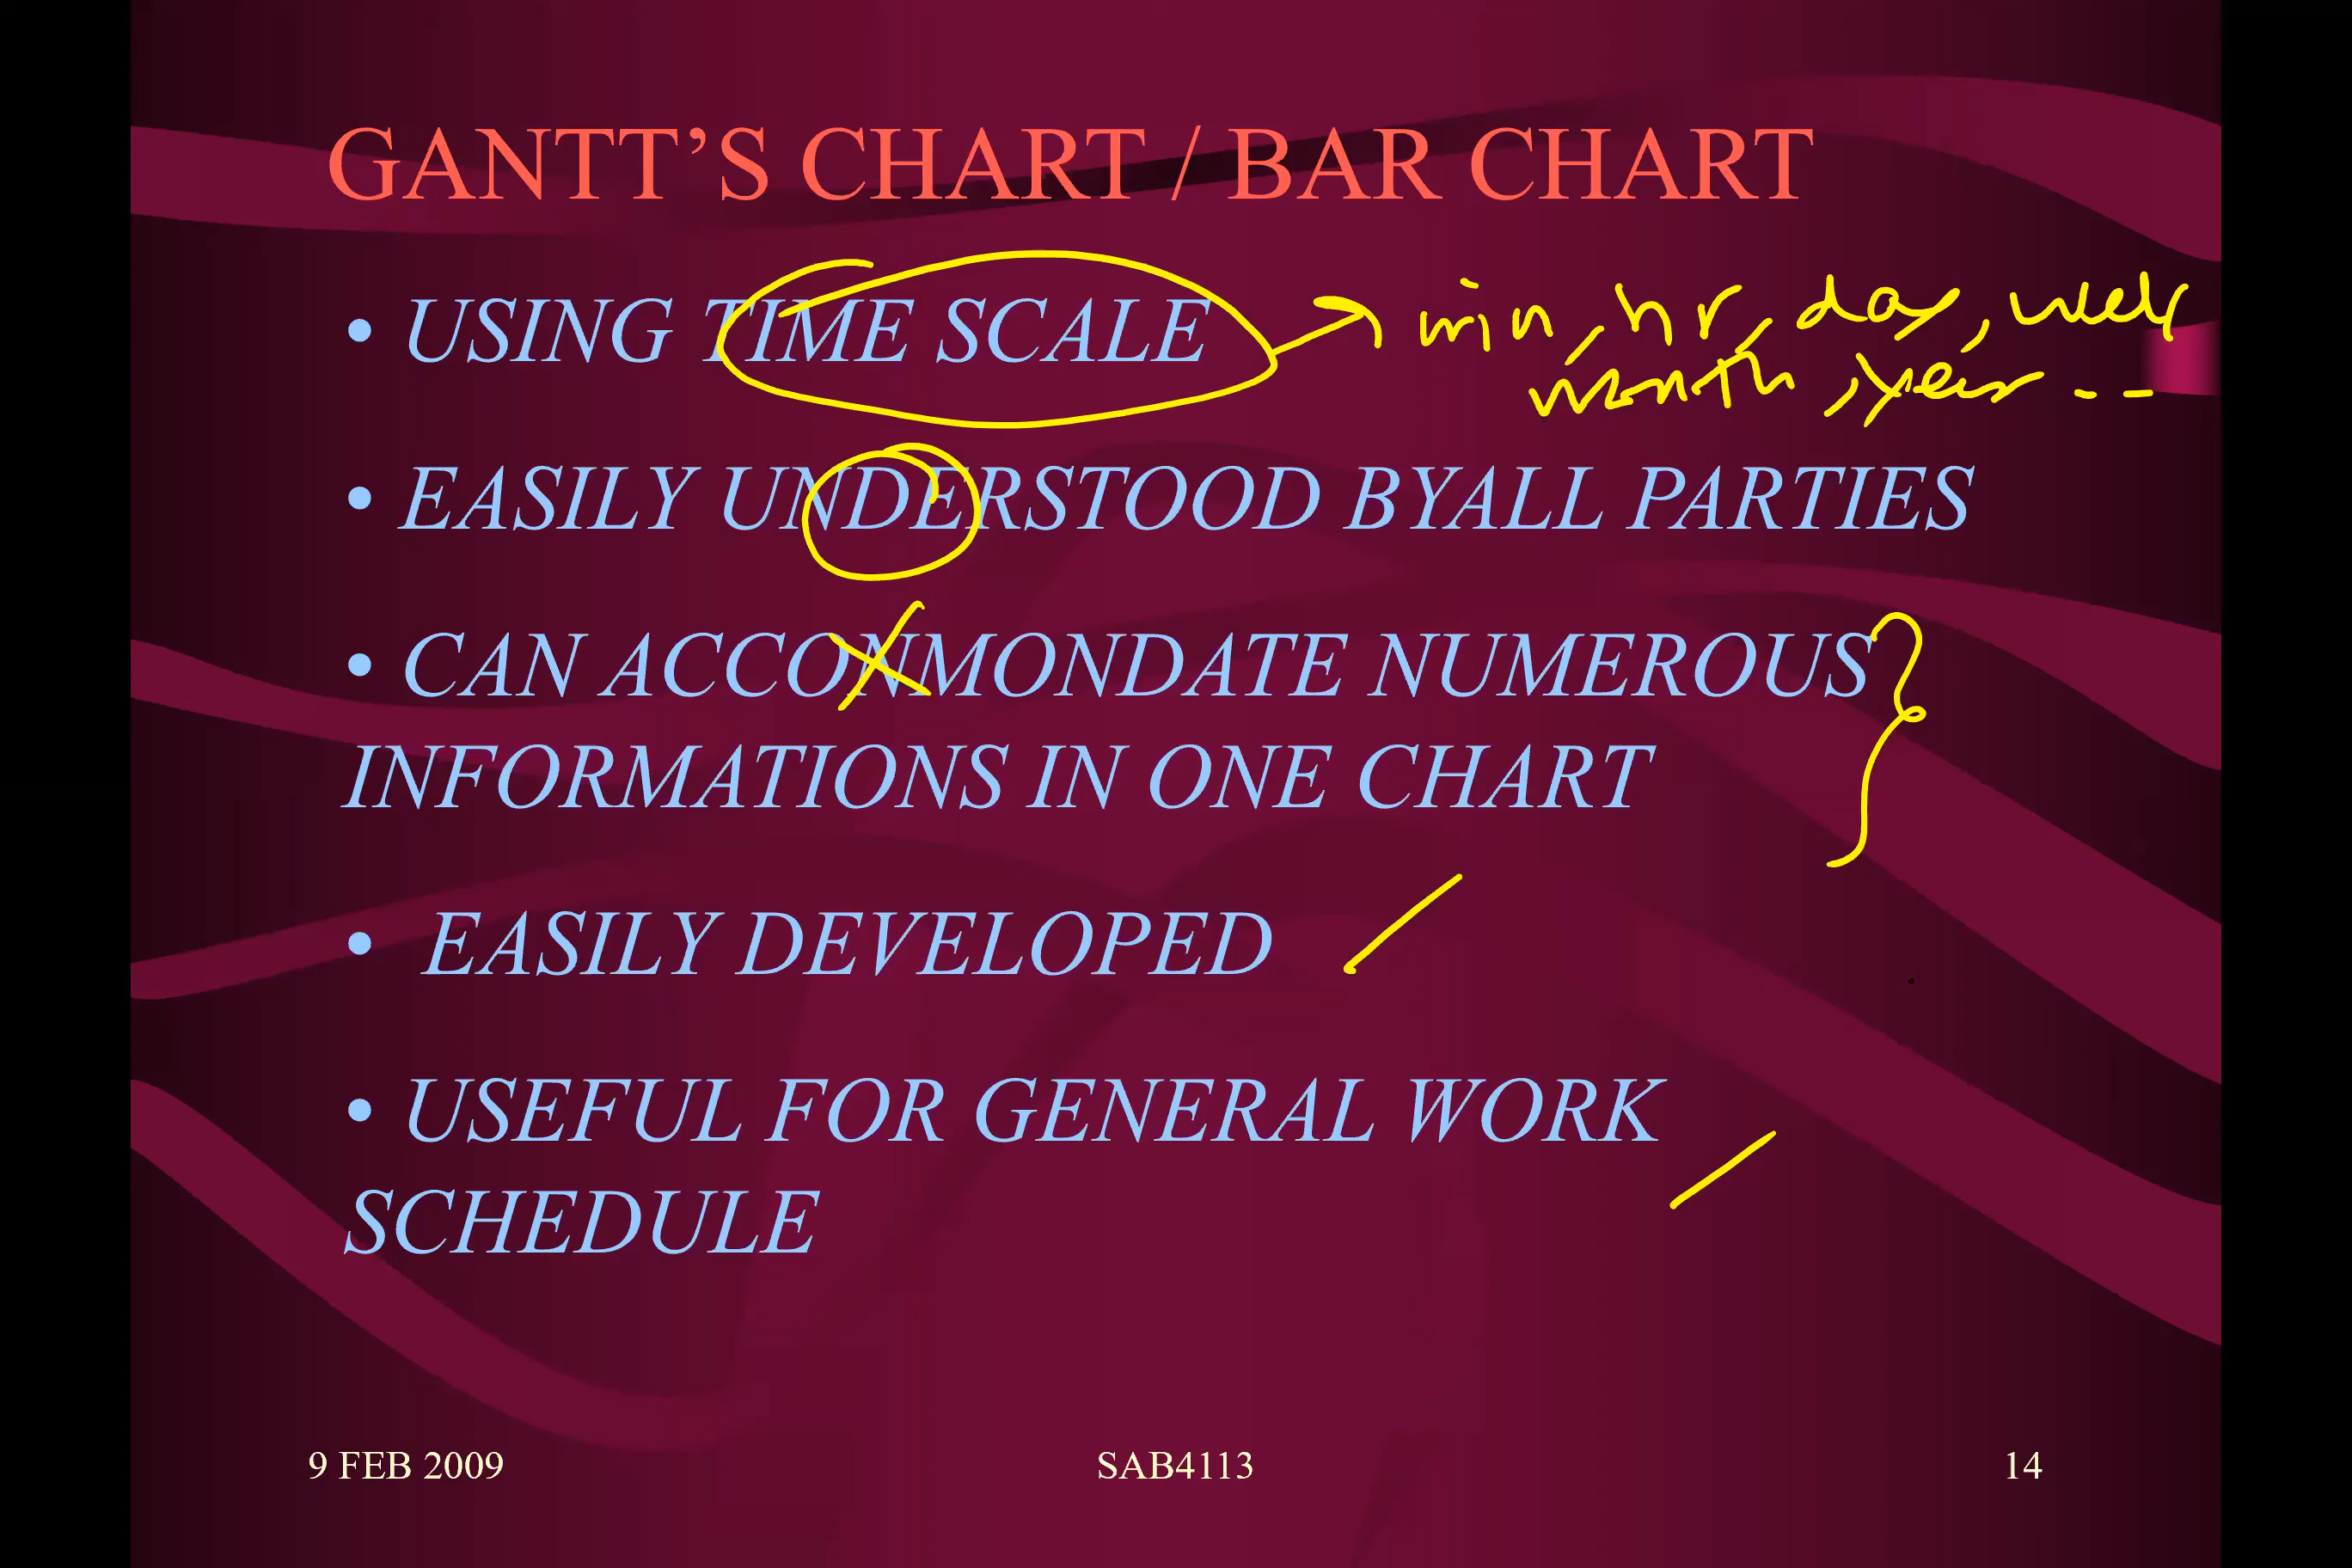 GANTT’S CHART / BAR CHART
• USING TIME SCALE
min, hr, day, week
month, year --
• EASILY UNDERSTOOD BYALL PARTIES
• CAN ACCONMONDATE NUMEROUS
INFORMATIONS IN ONE CHART
• EASILY DEVELOPED
• USEFUL FOR GENERAL WORK
SCHEDULE
9 FEB 2009 SAB4113 14